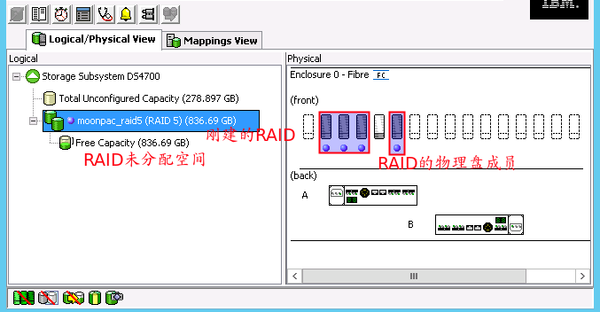 IBM.
Logical/Physical View
Mappings View
Logical
Physical
Storage Subsystem DS4700
Total Unconfigured Capacity (278.897 GB)
moonpac_raid5 (RAID 5) (836.69 GB)
刚建的RAID
Free Capacity (836.69 GB)
RAID未分配空间
Enclosure 0 - Fibre FC
(front)
RAID的物理盘成员
(back)
A
B